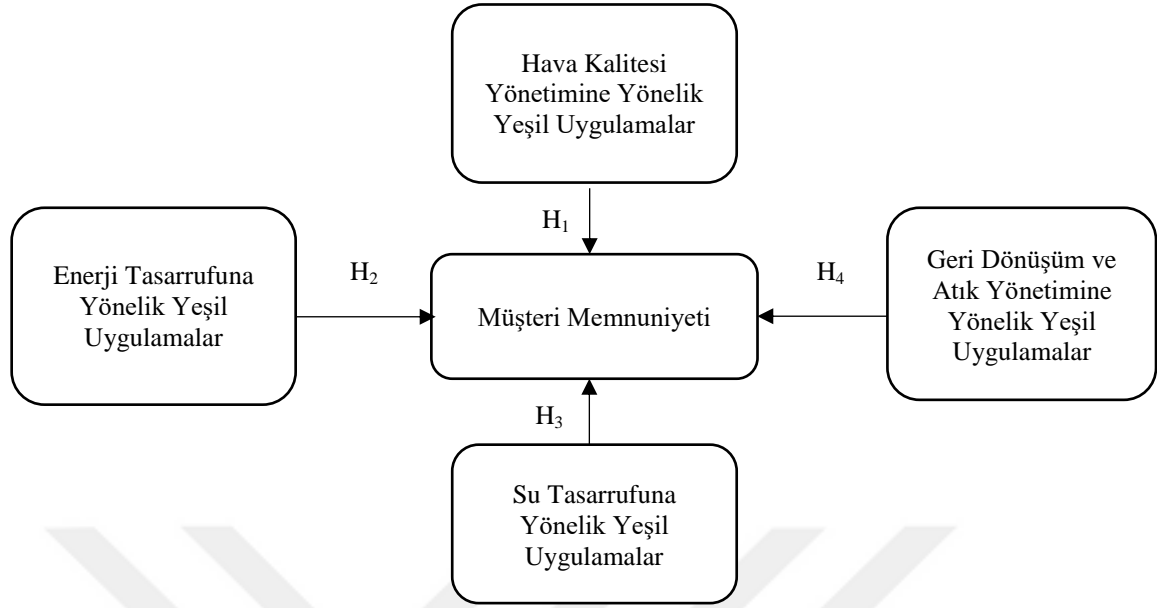 Hava Kalitesi
Yönetimine Yönelik
Yeşil Uygulamalar
H₁
Enerji Tasarrufuna
Yönelik Yeşil
Uygulamalar
H₂
Müşteri Memnuniyeti
H₄
Geri Dönüşüm ve
Atık Yönetimine
Yönelik Yeşil
Uygulamalar
H₃
Su Tasarrufuna
Yönelik Yeşil
Uygulamalar